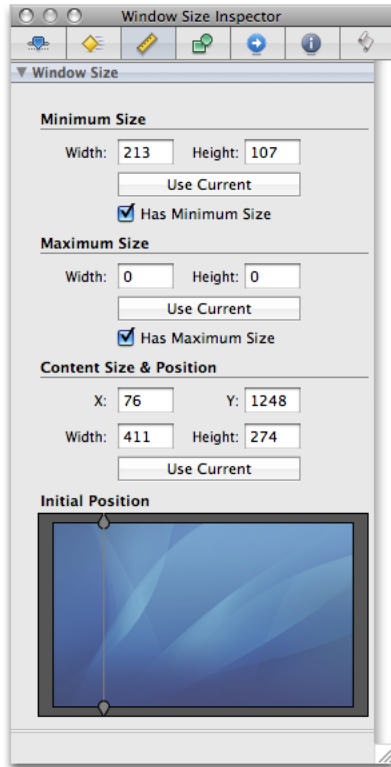 Window Size Inspector
Window Size
Minimum Size
Width: 213 Height: 107
Use Current
Has Minimum Size
Maximum Size
Width: 0 Height: 0
Use Current
Has Maximum Size
Content Size & Position
X: 76 Y: 1248
Width: 411 Height: 274
Use Current
Initial Position